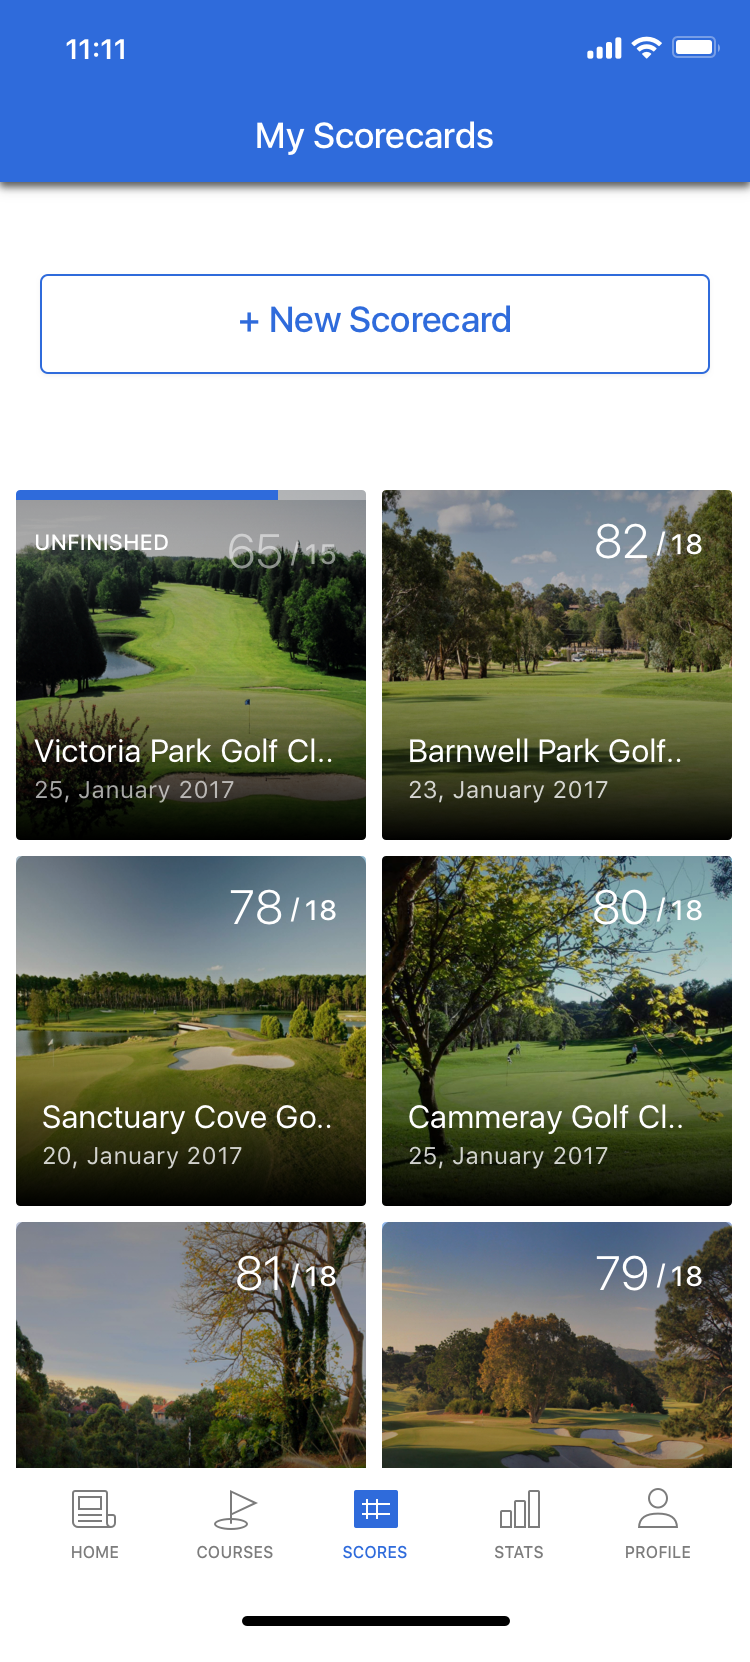 11:11
My Scorecards
+ New Scorecard
UNFINISHED 65/15
Victoria Park Golf Cl..
25, January 2017
82/18
Barnwell Park Golf..
23, January 2017
78/18
Sanctuary Cove Go..
20, January 2017
80/18
Cammeray Golf Cl..
25, January 2017
81/18
79/18
HOME
COURSES
SCORES
STATS
PROFILE